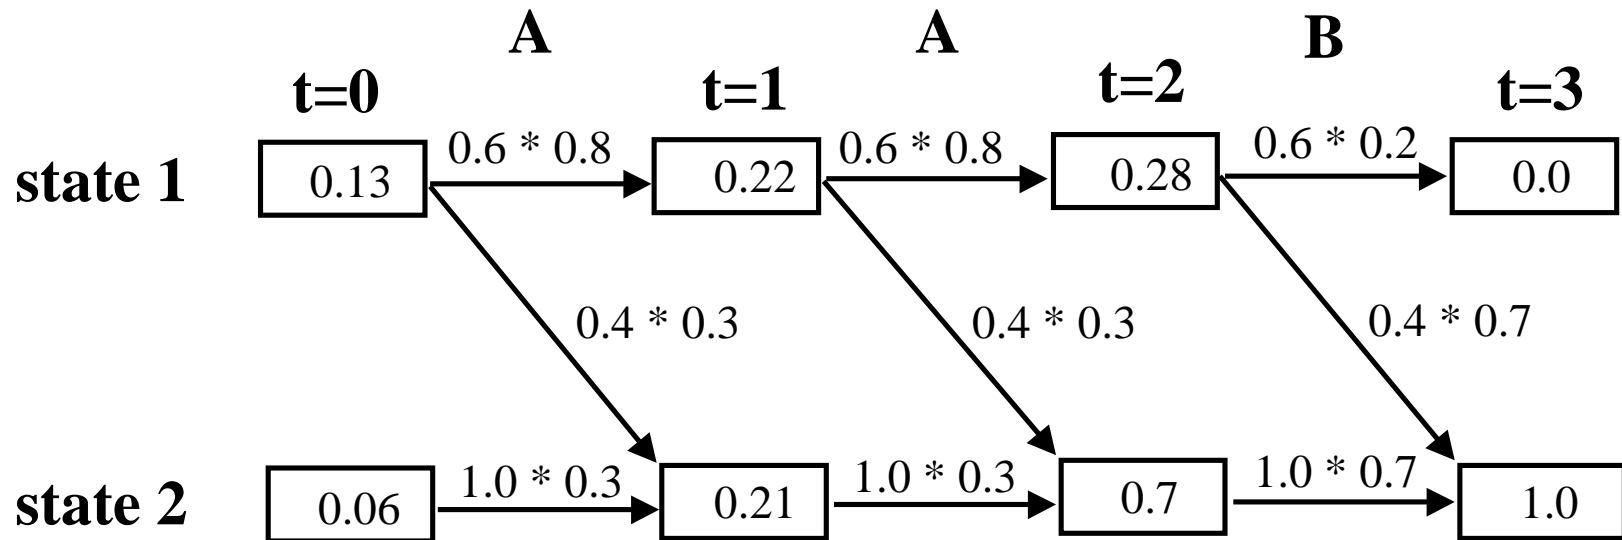 A A B
t=0 t=1 t=2 t=3
0.6 * 0.8 0.6 * 0.8 0.6 * 0.2
state 1 0.13 0.22 0.28 0.0
0.4 * 0.3 0.4 * 0.3 0.4 * 0.7
1.0 * 0.3 1.0 * 0.3 1.0 * 0.7
state 2 0.06 0.21 0.7 1.0